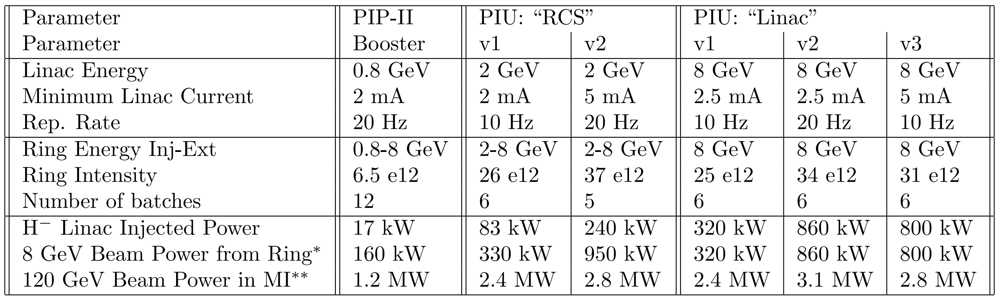 Parameter PIP-II PIU: “RCS” PIU: “Linac”
Parameter Booster v1 v2 v1 v2 v3
Linac Energy 0.8 GeV 2 GeV 2 GeV 8 GeV 8 GeV 8 GeV
Minimum Linac Current 2 mA 2 mA 5 mA 2.5 mA 2.5 mA 5 mA
Rep. Rate 20 Hz 10 Hz 20 Hz 10 Hz 20 Hz 10 Hz
Ring Energy Inj-Ext 0.8-8 GeV 2-8 GeV 2-8 GeV 8 GeV 8 GeV 8 GeV
Ring Intensity 6.5 e12 26 e12 37 e12 25 e12 34 e12 31 e12
Number of batches 12 6 5 6 6 6
H⁻ Linac Injected Power 17 kW 83 kW 240 kW 320 kW 860 kW 800 kW
8 GeV Beam Power from Ring* 160 kW 330 kW 950 kW 320 kW 860 kW 800 kW
120 GeV Beam Power in MI** 1.2 MW 2.4 MW 2.8 MW 2.4 MW 3.1 MW 2.8 MW